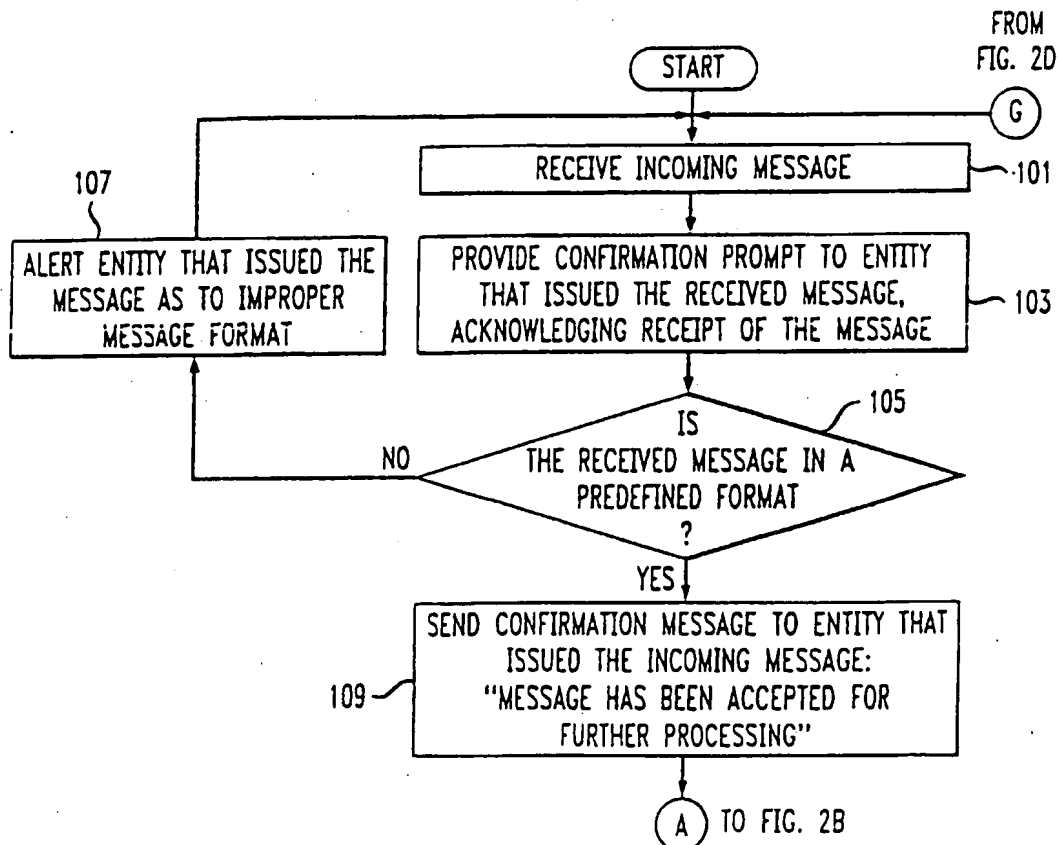 FROM
FIG. 2D
START
G
RECEIVE INCOMING MESSAGE
101
107
ALERT ENTITY THAT ISSUED THE
MESSAGE AS TO IMPROPER
MESSAGE FORMAT
PROVIDE CONFIRMATION PROMPT TO ENTITY
THAT ISSUED THE RECEIVED MESSAGE,
ACKNOWLEDGING RECEIPT OF THE MESSAGE
103
105
IS
THE RECEIVED MESSAGE IN A
PREDEFINED FORMAT
?
NO
YES
SEND CONFIRMATION MESSAGE TO ENTITY THAT
ISSUED THE INCOMING MESSAGE:
"MESSAGE HAS BEEN ACCEPTED FOR
FURTHER PROCESSING"
109
A
TO FIG. 2B